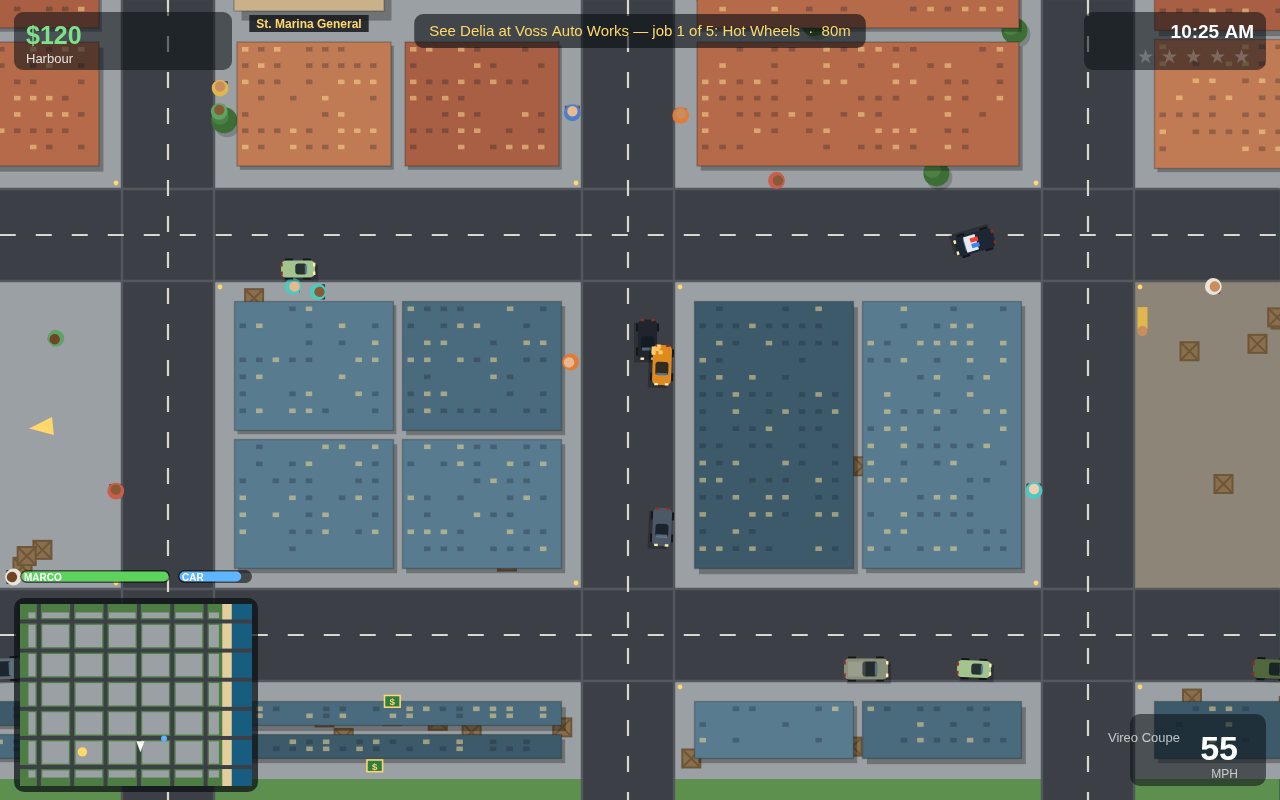 St. Marina General
$120
Harbour
See Delia at Voss Auto Works — job 1 of 5: Hot Wheels · 80m
10:25 AM
MARCO
CAR
$
$
Vireo Coupe
55
MPH